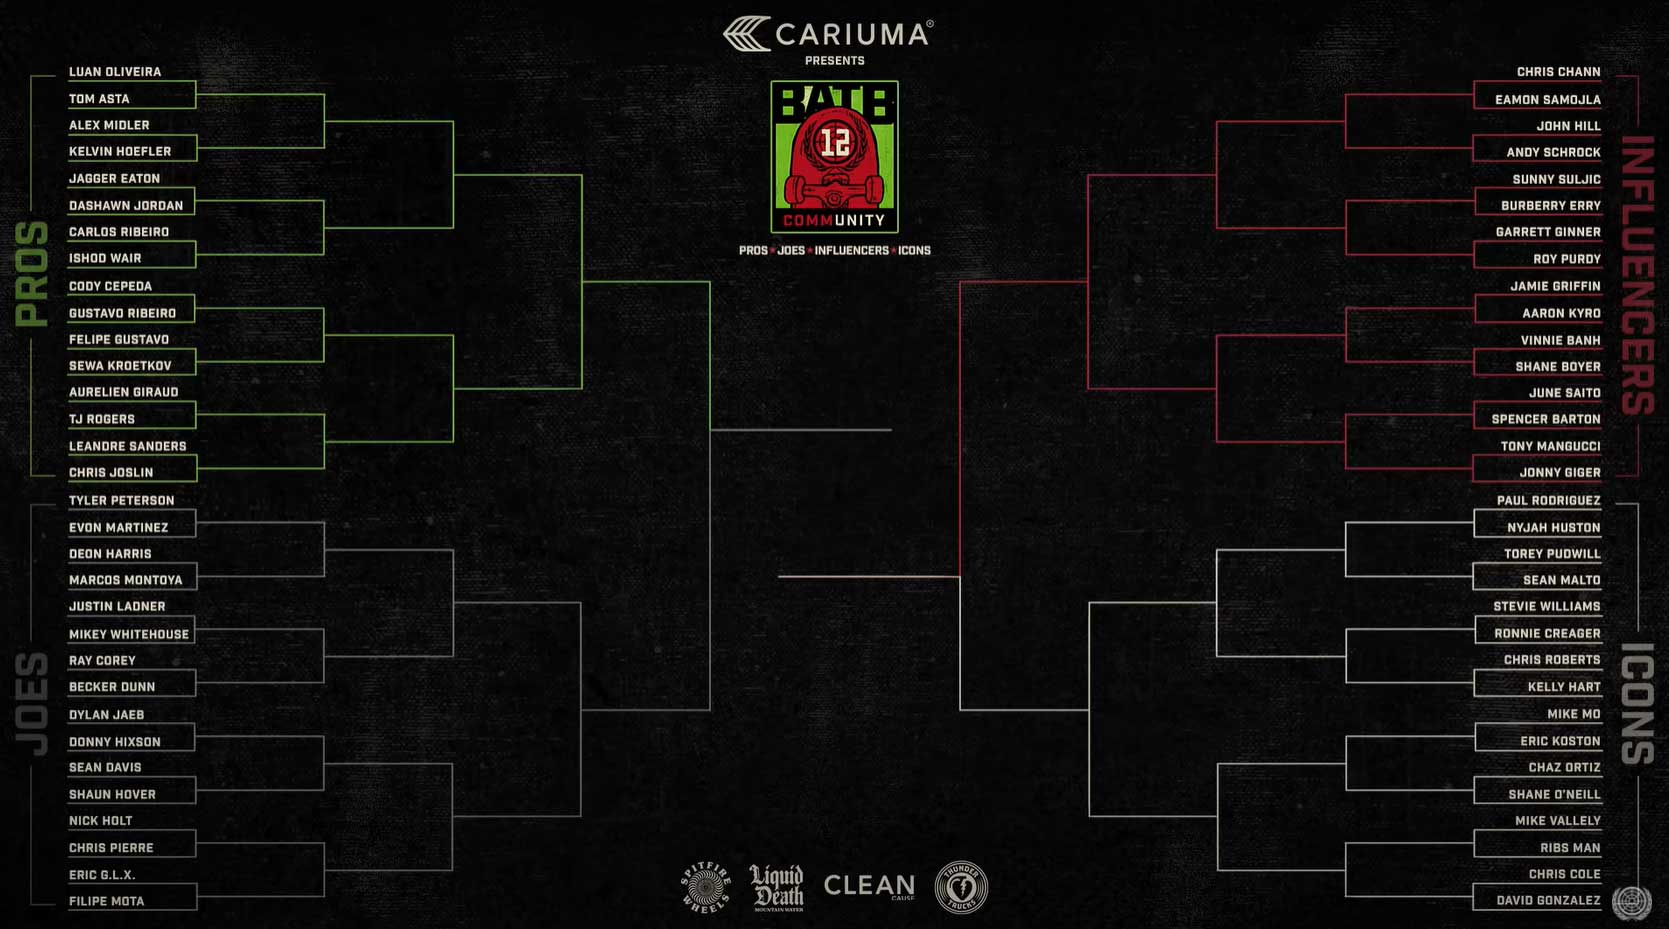 CARIUMA®
PRESENTS
BATB
12
COMMUNITY
PROS★JOES★INFLUENCERS★ICONS
PROS
LUAN OLIVEIRA
TOM ASTA
ALEX MIDLER
KELVIN HOEFLER
JAGGER EATON
DASHAWN JORDAN
CARLOS RIBEIRO
ISHOD WAIR
CODY CEPEDA
GUSTAVO RIBEIRO
FELIPE GUSTAVO
SEWA KROETKOV
AURELIEN GIRAUD
TJ ROGERS
LEANDRE SANDERS
CHRIS JOSLIN
JOES
TYLER PETERSON
EVON MARTINEZ
DEON HARRIS
MARCOS MONTOYA
JUSTIN LADNER
MIKEY WHITEHOUSE
RAY COREY
BECKER DUNN
DYLAN JAEB
DONNY HIXSON
SEAN DAVIS
SHAUN HOVER
NICK HOLT
CHRIS PIERRE
ERIC G.L.X.
FILIPE MOTA
INFLUENCERS
CHRIS CHANN
EAMON SAMOJLA
JOHN HILL
ANDY SCHROCK
SUNNY SULJIC
BURBERRY ERRY
GARRETT GINNER
ROY PURDY
JAMIE GRIFFIN
AARON KYRO
VINNIE BANH
SHANE BOYER
JUNE SAITO
SPENCER BARTON
TONY MANGUCCI
JONNY GIGER
ICONS
PAUL RODRIGUEZ
NYJAH HUSTON
TOREY PUDWILL
SEAN MALTO
STEVIE WILLIAMS
RONNIE CREAGER
CHRIS ROBERTS
KELLY HART
MIKE MO
ERIC KOSTON
CHAZ ORTIZ
SHANE O'NEILL
MIKE VALLELY
RIBS MAN
CHRIS COLE
DAVID GONZALEZ
SPITFIRE
WHEELS
Liquid
Death
MOUNTAIN WATER
CLEAN
CAUSE
THUNDER
TRUCKS